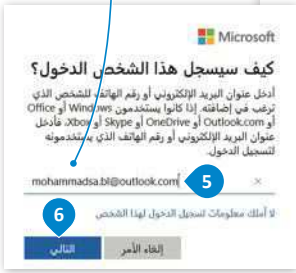 Microsoft
كيف سيسجل هذا الشخص الدخول؟
أدخل عنوان البريد الإلكتروني أو رقم الهاتف للشخص الذي
ترغب في إضافته. إذا كانوا يستخدمون Windows أو Office
أو Outlook.com أو OneDrive أو Skype أو Xbox، فأدخل
عنوان البريد الإلكتروني أو رقم الهاتف الذي يستخدمونه
لتسجيل الدخول.
mohammadsa.bl@outlook.com 5 ×
لا أملك معلومات تسجيل الدخول لهذا الشخص
6
التالي إلغاء الأمر